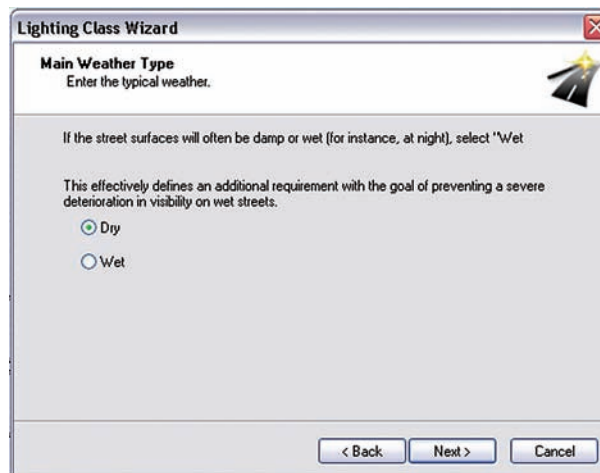 Lighting Class Wizard
Main Weather Type
Enter the typical weather.
If the street surfaces will often be damp or wet (for instance, at night), select "Wet
This effectively defines an additional requirement with the goal of preventing a severe
deterioration in visibility on wet streets.
Dry
Wet
< Back Next > Cancel